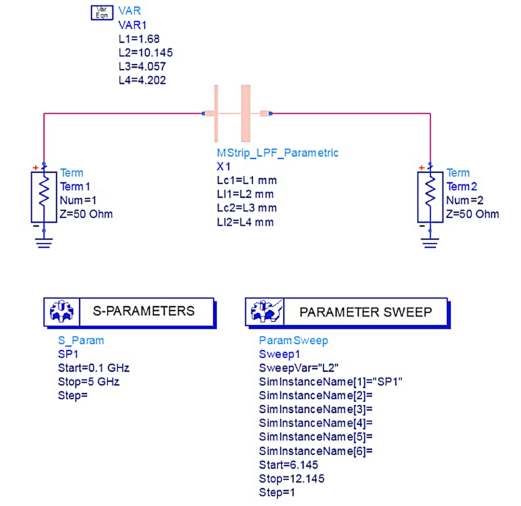 Var
Eqn
VAR
VAR1
L1=1.68
L2=10.145
L3=4.057
L4=4.202
MStrip_LPF_Parametric
X1
Lc1=L1 mm
Ll1=L2 mm
Lc2=L3 mm
Ll2=L4 mm
+
Term
Term1
Num=1
Z=50 Ohm
-
+
Term
Term2
Num=2
Z=50 Ohm
-
S-PARAMETERS
S_Param
SP1
Start=0.1 GHz
Stop=5 GHz
Step=
PARAMETER SWEEP
ParamSweep
Sweep1
SweepVar="L2"
SimInstanceName[1]="SP1"
SimInstanceName[2]=
SimInstanceName[3]=
SimInstanceName[4]=
SimInstanceName[5]=
SimInstanceName[6]=
Start=6.145
Stop=12.145
Step=1